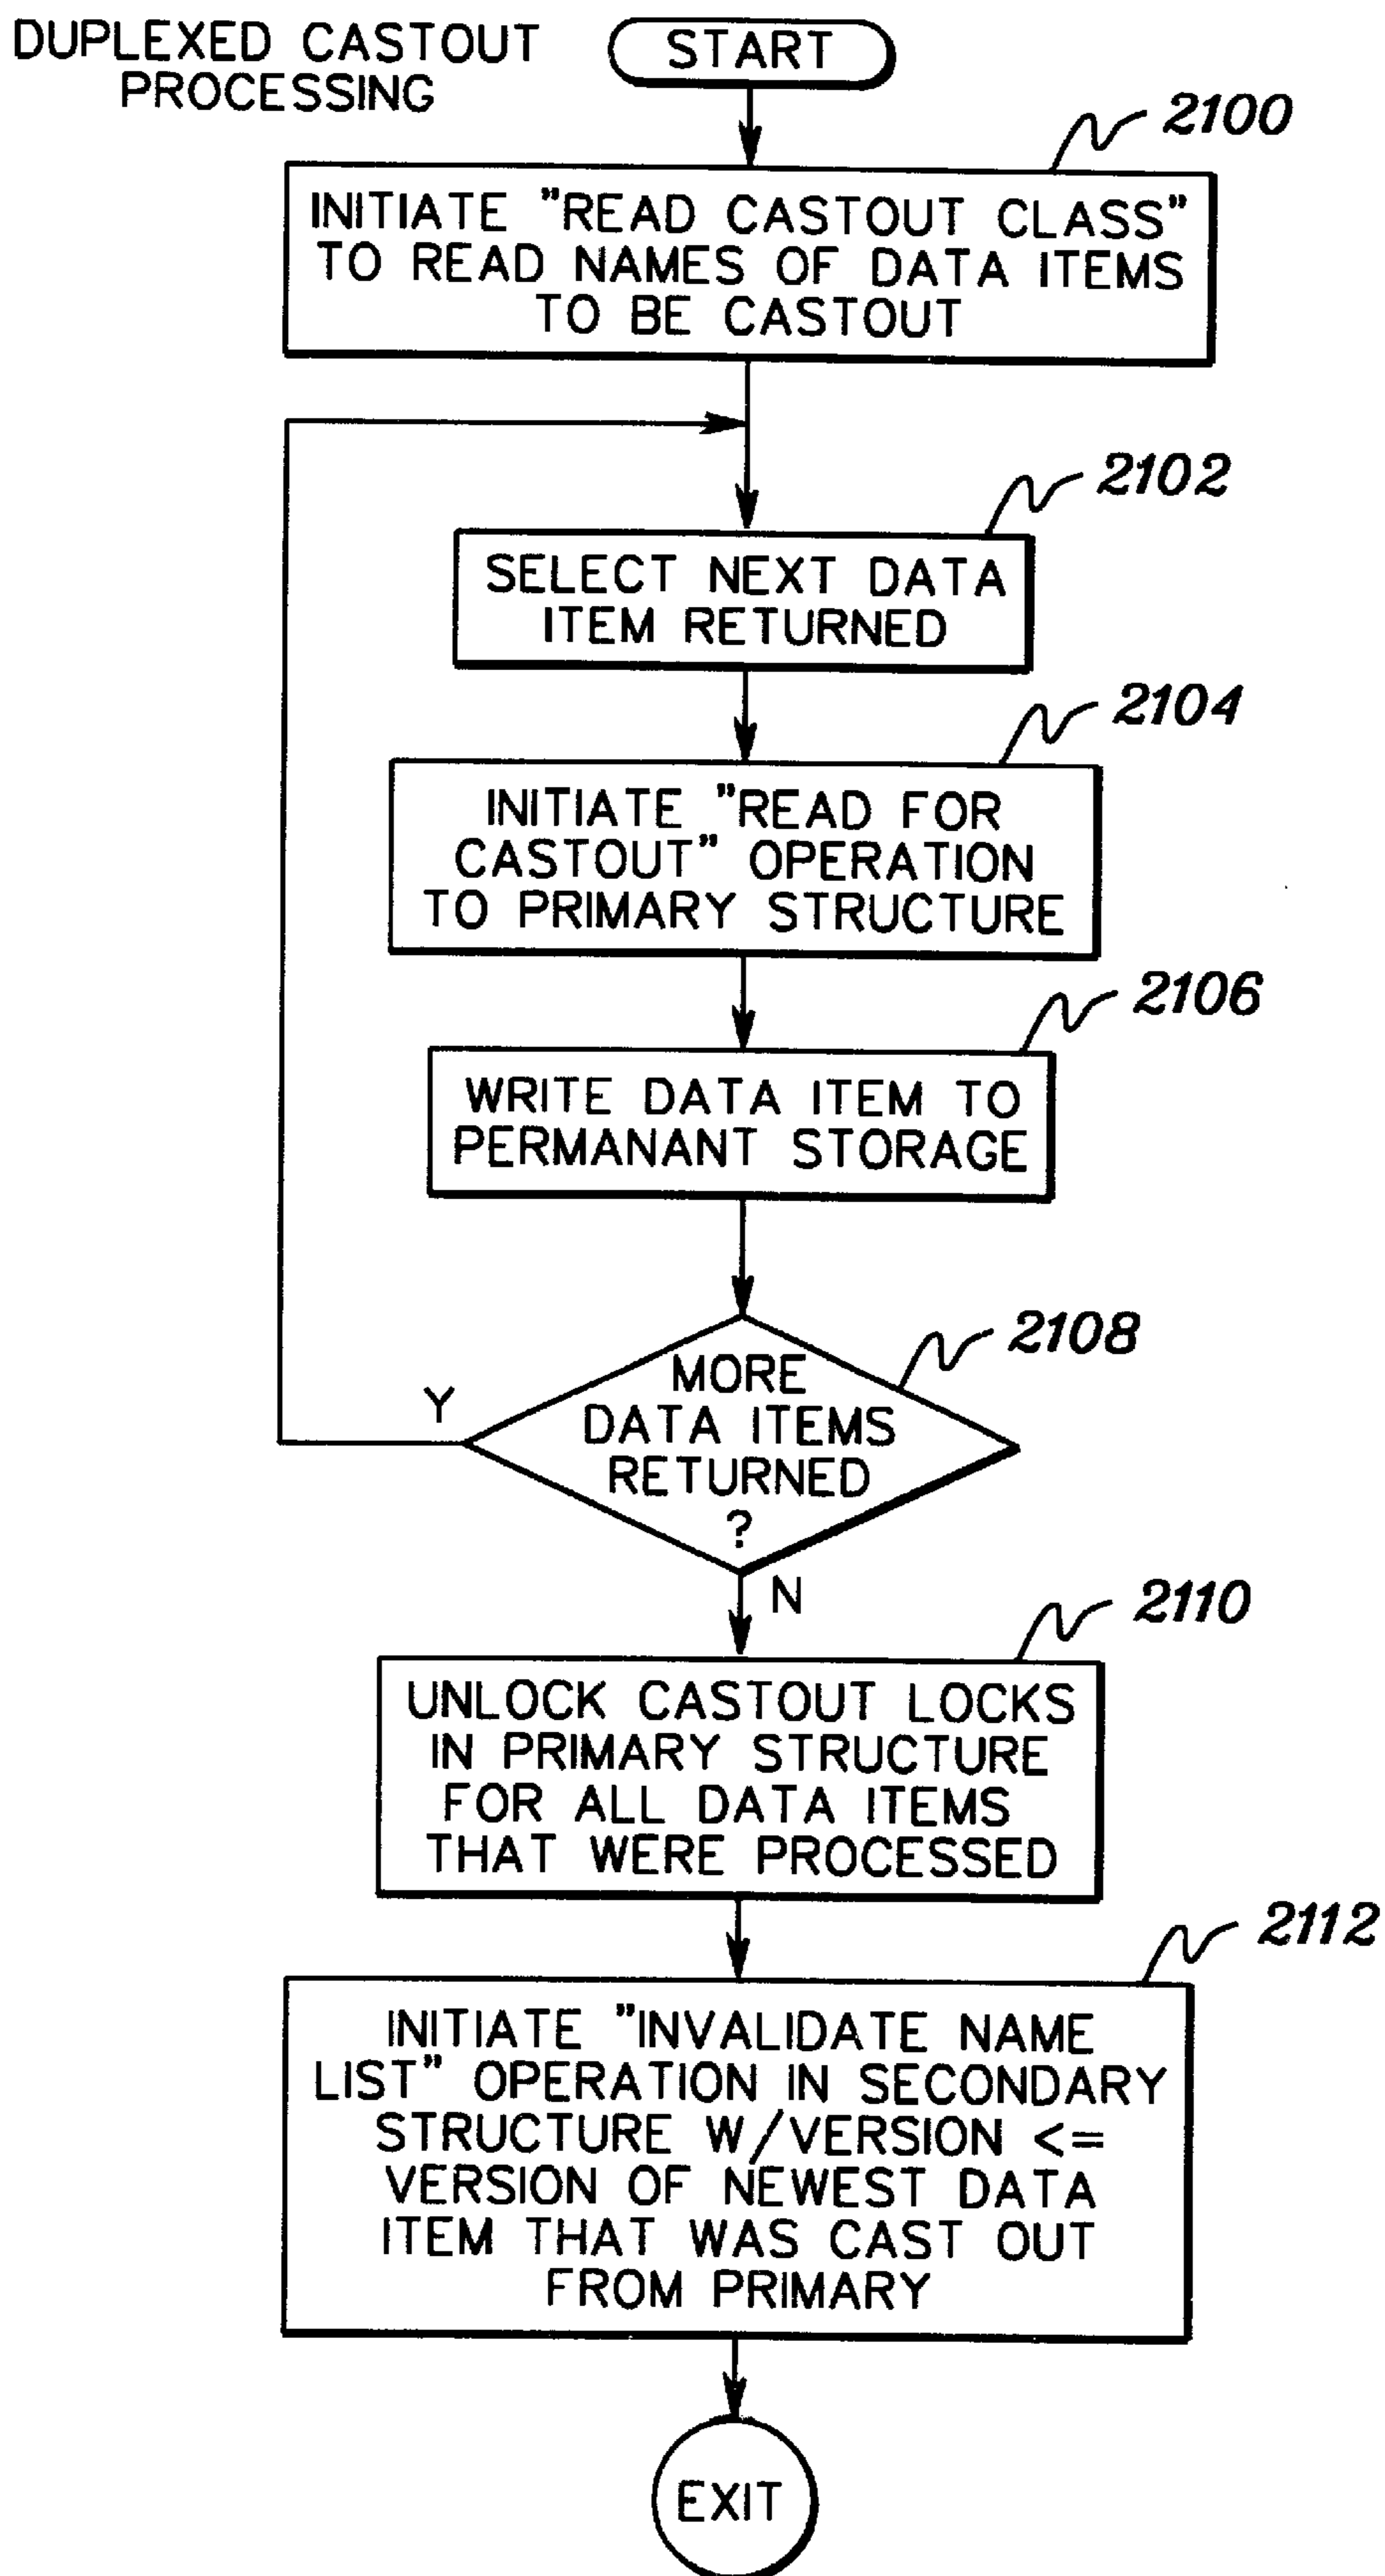 DUPLEXED CASTOUT
PROCESSING
START
2100
INITIATE "READ CASTOUT CLASS"
TO READ NAMES OF DATA ITEMS
TO BE CASTOUT
2102
SELECT NEXT DATA
ITEM RETURNED
2104
INITIATE "READ FOR
CASTOUT" OPERATION
TO PRIMARY STRUCTURE
2106
WRITE DATA ITEM TO
PERMANANT STORAGE
2108
MORE
DATA ITEMS
RETURNED
?
Y
N
2110
UNLOCK CASTOUT LOCKS
IN PRIMARY STRUCTURE
FOR ALL DATA ITEMS
THAT WERE PROCESSED
2112
INITIATE "INVALIDATE NAME
LIST" OPERATION IN SECONDARY
STRUCTURE W/VERSION <=
VERSION OF NEWEST DATA
ITEM THAT WAS CAST OUT
FROM PRIMARY
EXIT